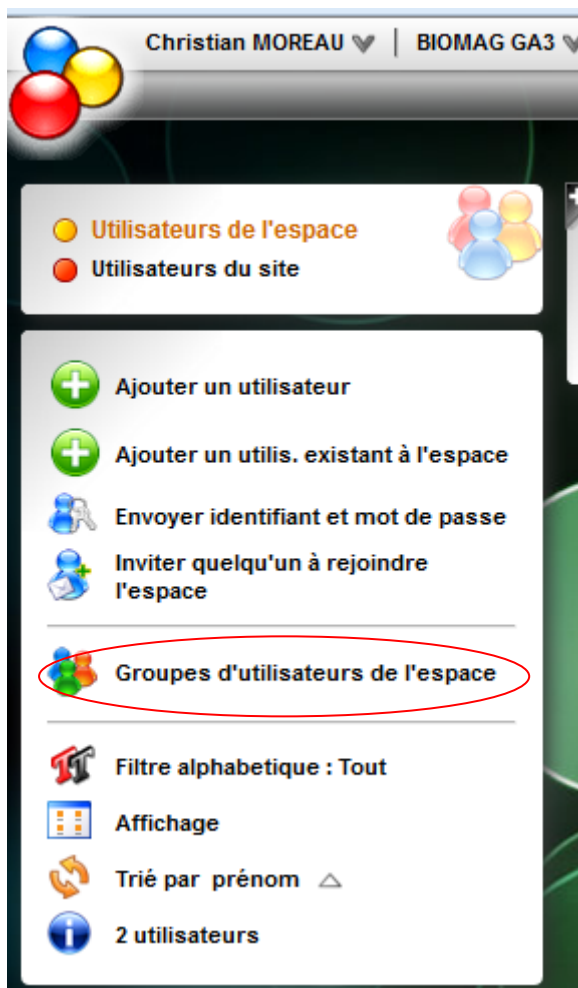 Christian MOREAU | BIOMAG GA3
Utilisateurs de l'espace
Utilisateurs du site
Ajouter un utilisateur
Ajouter un utilis. existant à l'espace
Envoyer identifiant et mot de passe
Inviter quelqu'un à rejoindre
l'espace
Groupes d'utilisateurs de l'espace
Filtre alphabetique : Tout
Affichage
Trié par prénom
2 utilisateurs